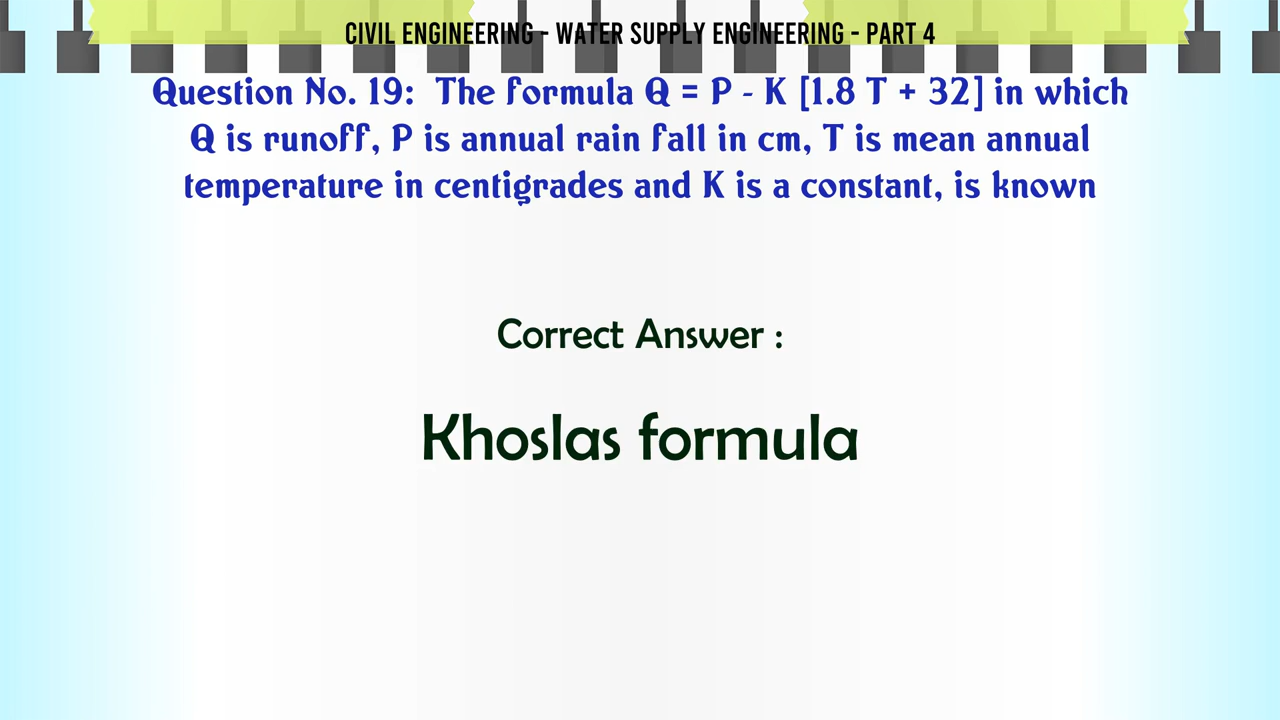 CIVIL ENGINEERING - WATER SUPPLY ENGINEERING - PART 4
Question No. 19: The formula Q = P - K [1.8 T + 32] in which
Q is runoff, P is annual rain fall in cm, T is mean annual
temperature in centigrades and K is a constant, is known
Correct Answer :
Khoslas formula